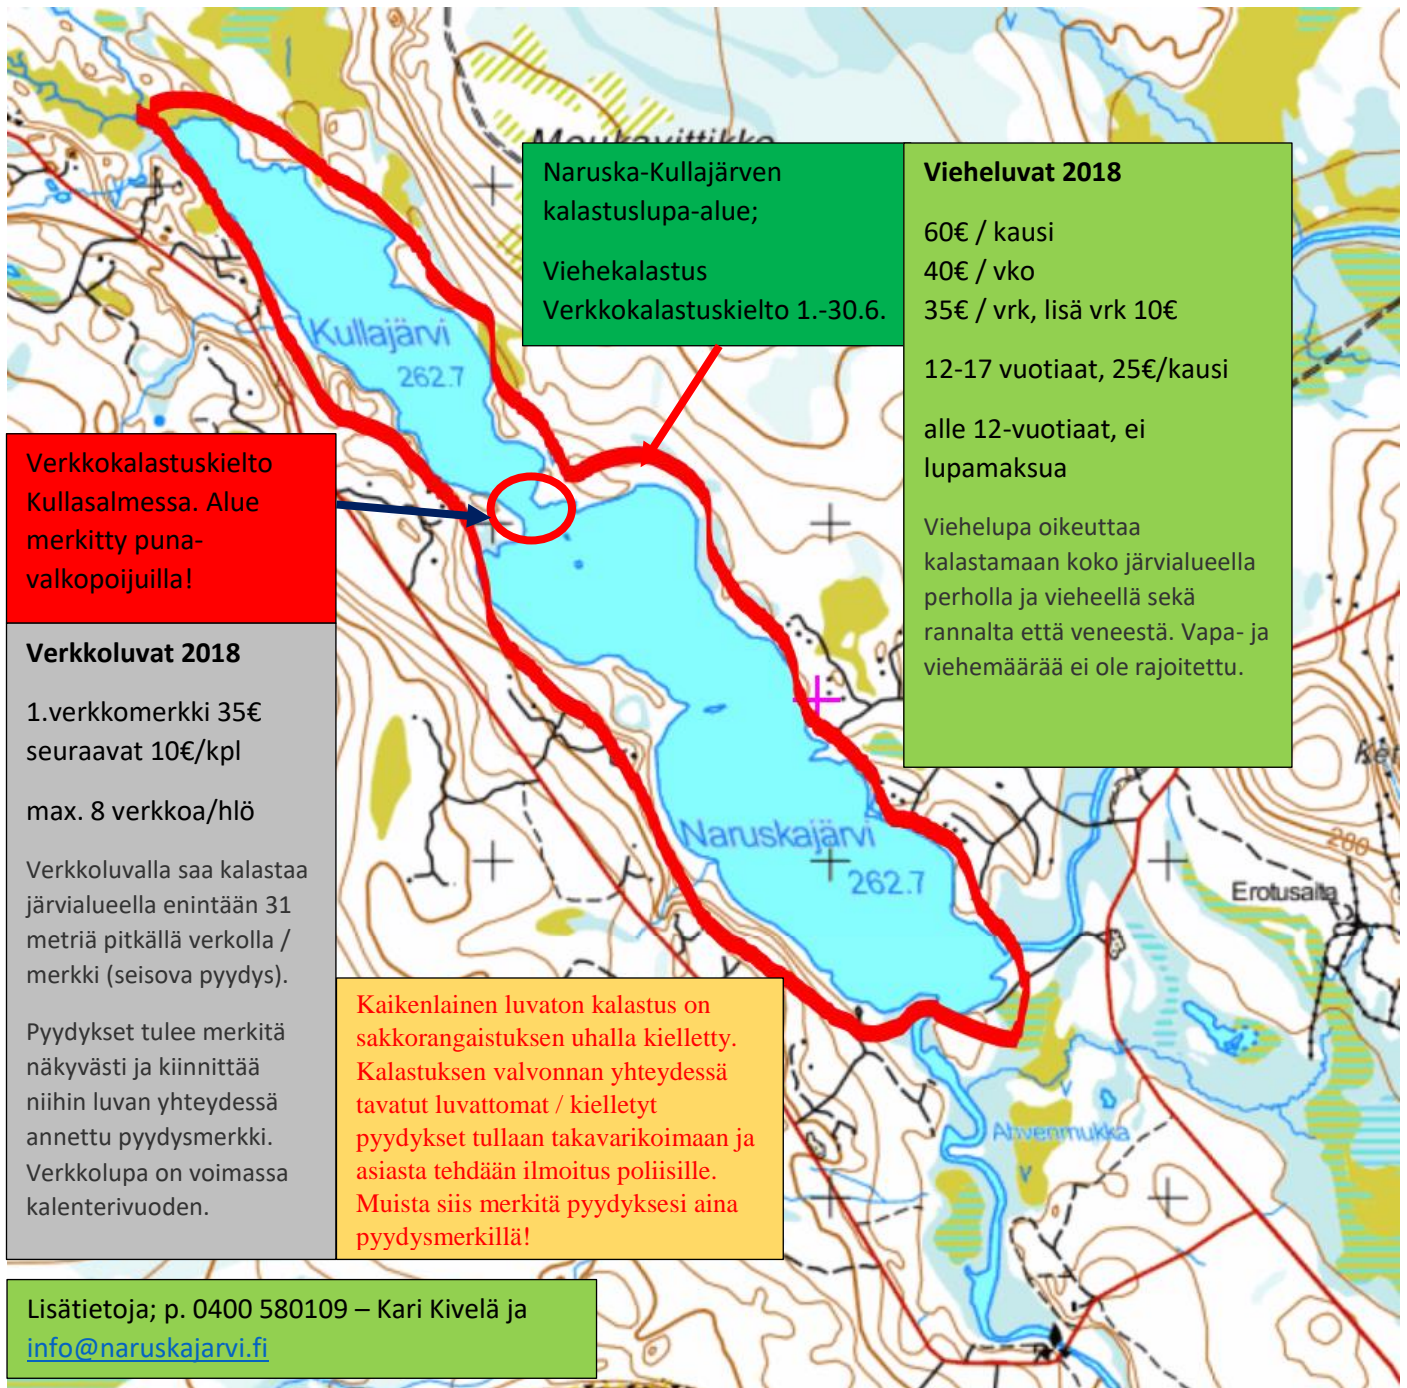 Naruska-Kullajärven
kalastuslupa-alue;
Viehekalastus
Verkkokalastuskielto 1.-30.6.
Vieheluvat 2018
60€ / kausi
40€ / vko
35€ / vrk, lisä vrk 10€
12-17 vuotiaat, 25€/kausi
alle 12-vuotiaat, ei
lupamaksua
Viehelupa oikeuttaa
kalastamaan koko järvialueella
perholla ja vieheellä sekä
rannalta että veneestä. Vapa- ja
viehemäärää ei ole rajoitettu.
Kullajärvi
262.7
Verkkokalastuskielto
Kullasalmessa. Alue
merkitty puna-
valkopoijuilla!
Verkkoluvat 2018
1.verkkomerkki 35€
seuraavat 10€/kpl
max. 8 verkkoa/hlö
Verkkoluvalla saa kalastaa
järvialueella enintään 31
metriä pitkällä verkolla /
merkki (seisova pyydys).
Pyydykset tulee merkitä
näkyvästi ja kiinnittää
niihin luvan yhteydessä
annettu pyydysmerkki.
Verkkolupa on voimassa
kalenterivuoden.
Naruskajärvi
262.7
280
Erotusaita
Ahvenmukka
Kaikenlainen luvaton kalastus on
sakkorangaistuksen uhalla kielletty.
Kalastuksen valvonnan yhteydessä
tavatut luvattomat / kielletyt
pyydykset tullaan takavarikoimaan ja
asiasta tehdään ilmoitus poliisille.
Muista siis merkitä pyydyksesi aina
pyydysmerkillä!
Lisätietoja; p. 0400 580109 – Kari Kivelä ja
info@naruskajarvi.fi